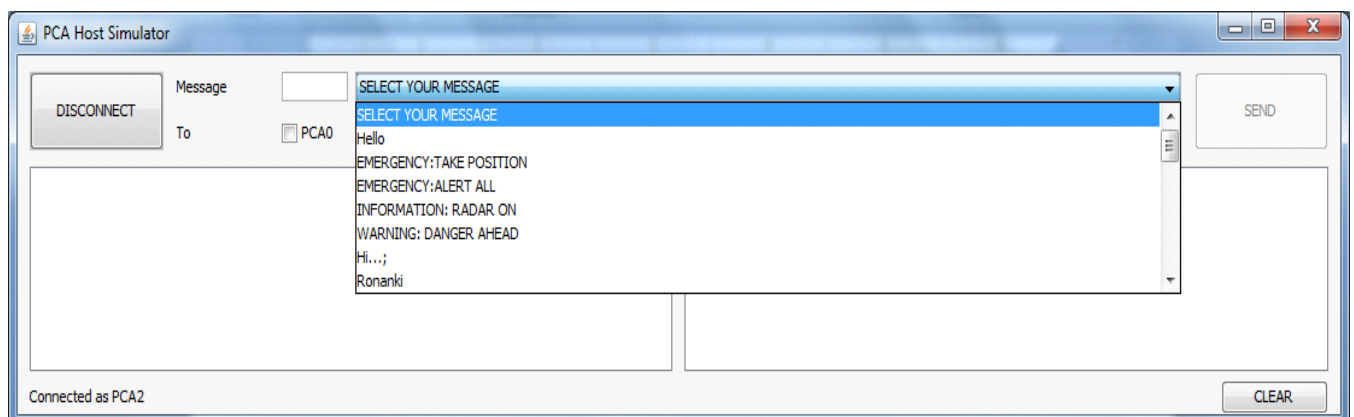 PCA Host Simulator
DISCONNECT
Message
SELECT YOUR MESSAGE
SEND
To
PCA0
SELECT YOUR MESSAGE
Hello
EMERGENCY:TAKE POSITION
EMERGENCY:ALERT ALL
INFORMATION: RADAR ON
WARNING: DANGER AHEAD
Hi...;
Ronanki
Connected as PCA2
CLEAR